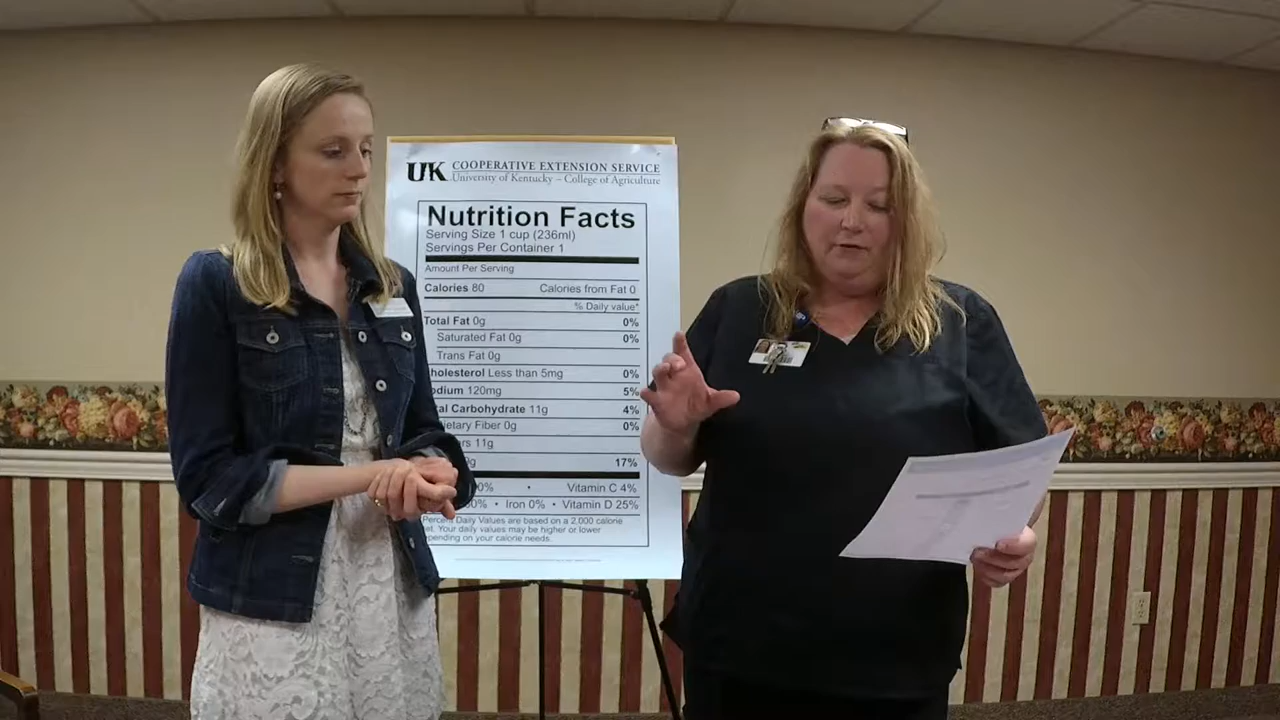 UK COOPERATIVE EXTENSION SERVICE
University of Kentucky – College of Agriculture
Nutrition Facts
Serving Size 1 cup (236ml)
Servings Per Container 1
Amount Per Serving
Calories 80 Calories from Fat 0
% Daily value*
Total Fat 0g 0%
Saturated Fat 0g 0%
Trans Fat 0g
holesterol Less than 5mg 0%
odium 120mg 5%
al Carbohydrate 11g 4%
ietary Fiber 0g 0%
ars 11g
g 17%
0% • Vitamin C 4%
0% • Iron 0% • Vitamin D 25%
Percent Daily Values are based on a 2,000 calorie
et. Your daily values may be higher or lower
epending on your calorie needs.